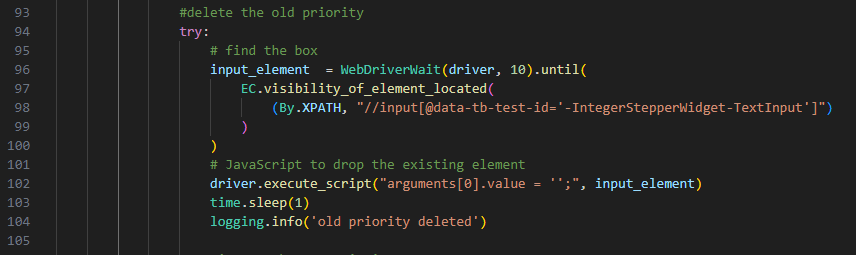 93 #delete the old priority
94 try:
95 # find the box
96 input_element  = WebDriverWait(driver, 10).until(
97 EC.visibility_of_element_located(
98 (By.XPATH, "//input[@data-tb-test-id='-IntegerStepperWidget-TextInput']")
99 )
100 )
101 # JavaScript to drop the existing element
102 driver.execute_script("arguments[0].value = '';", input_element)
103 time.sleep(1)
104 logging.info('old priority deleted')
105